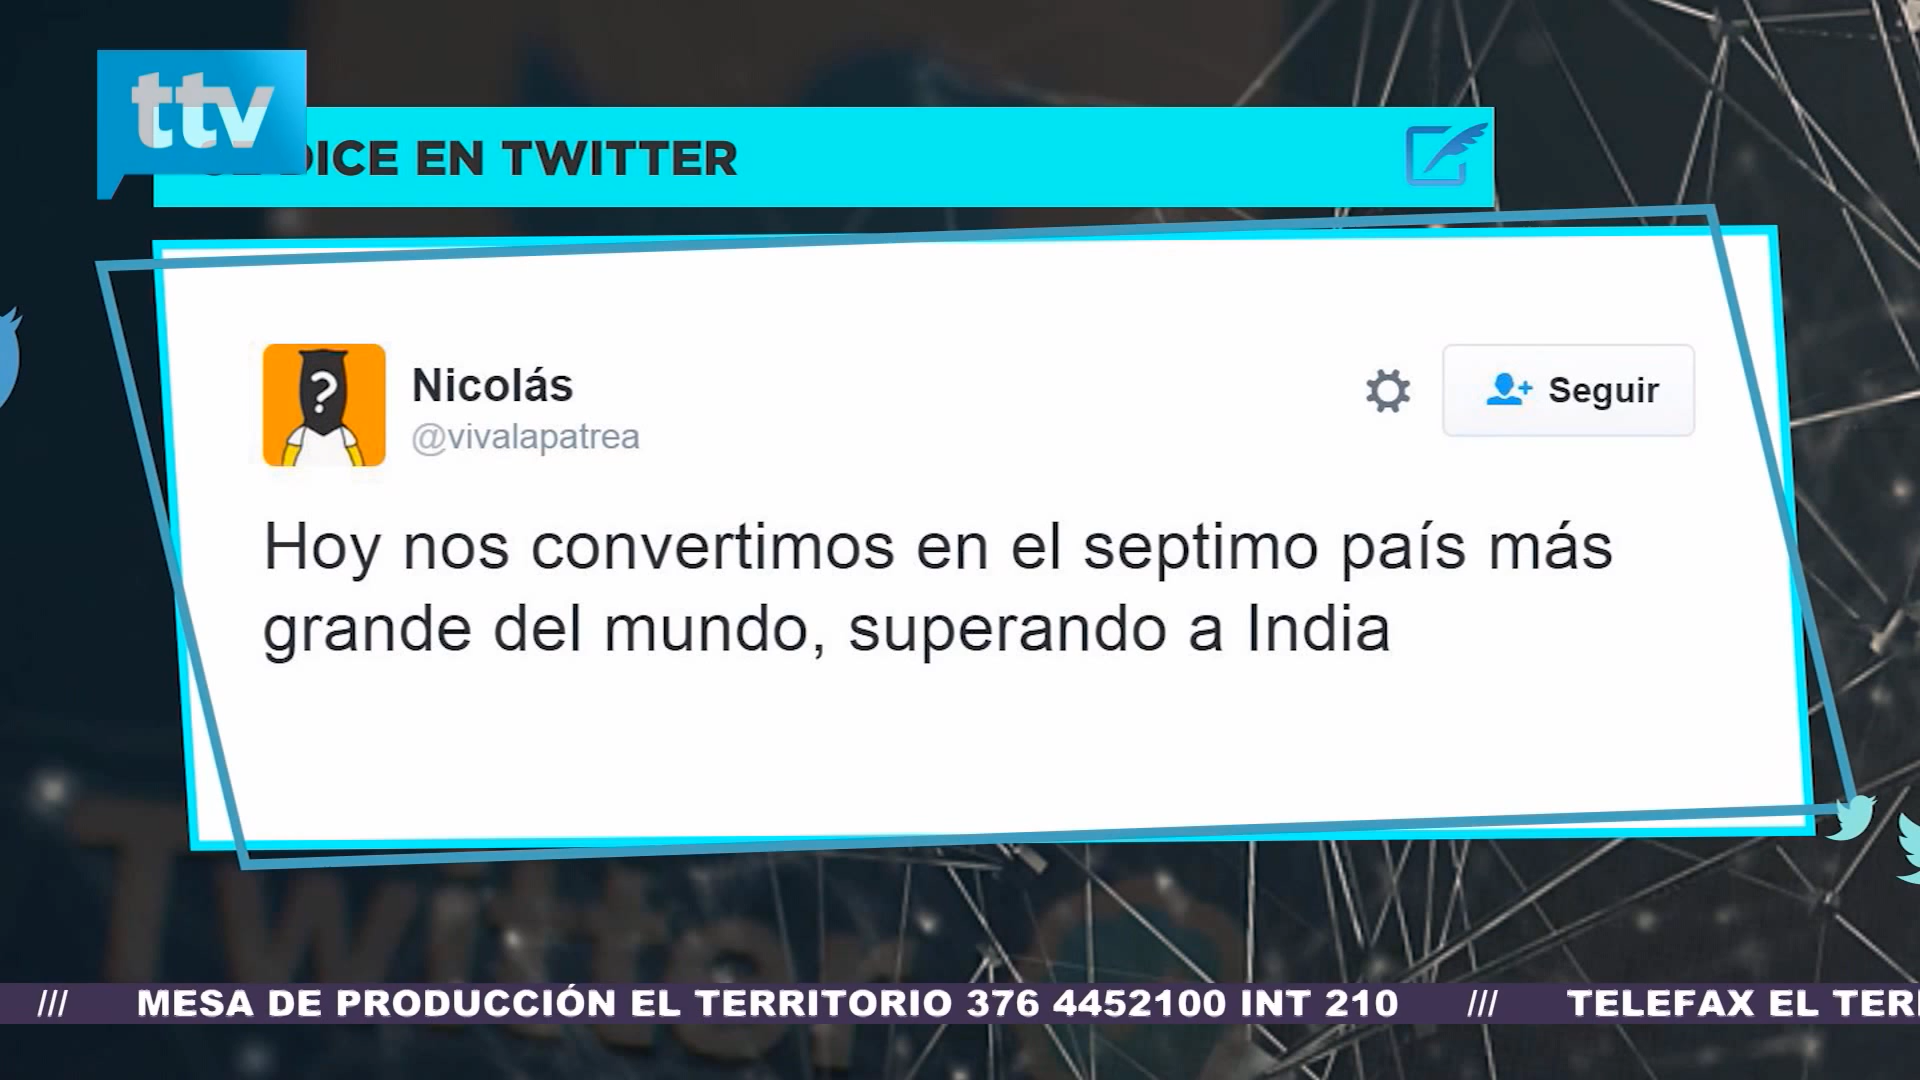 ttv
DICE EN TWITTER
?
Nicolás
@vivalapatrea
Seguir
Hoy nos convertimos en el septimo país más
grande del mundo, superando a India
Twitter
/// MESA DE PRODUCCIÓN EL TERRITORIO 376 4452100 INT 210 /// TELEFAX EL TER